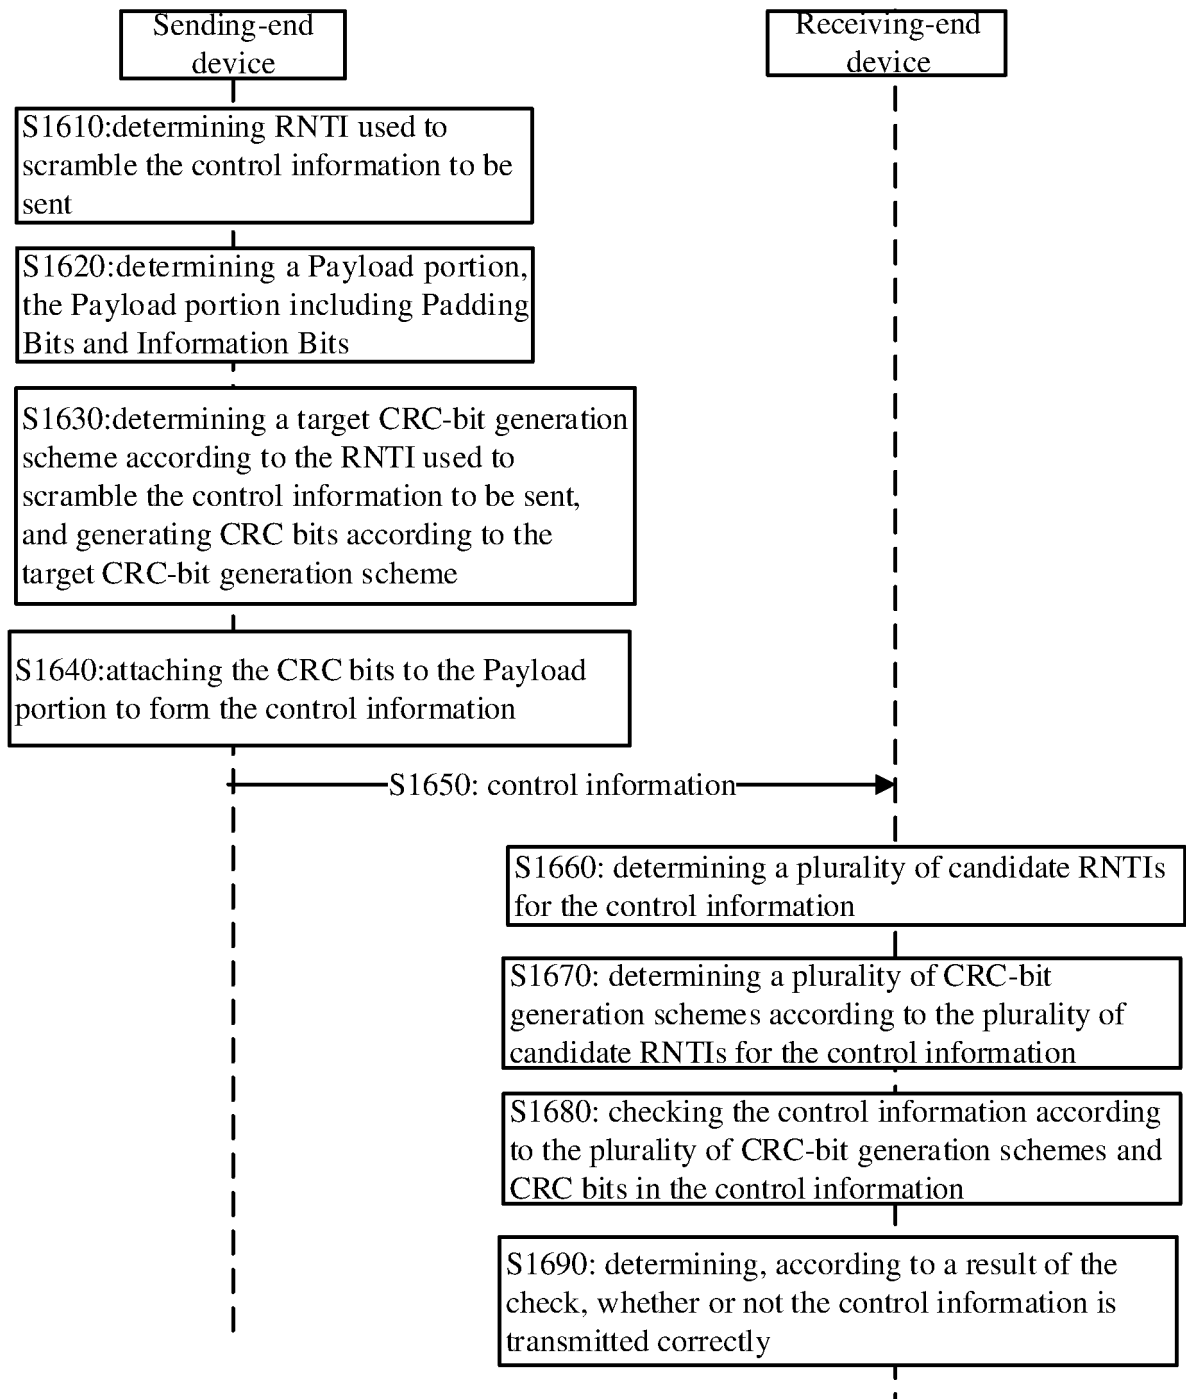 Sending-end
device
Receiving-end
device
S1610:determining RNTI used to
scramble the control information to be
sent
S1620:determining a Payload portion,
the Payload portion including Padding
Bits and Information Bits
S1630:determining a target CRC-bit generation
scheme according to the RNTI used to
scramble the control information to be sent,
and generating CRC bits according to the
target CRC-bit generation scheme
S1640:attaching the CRC bits to the Payload
portion to form the control information
S1650: control information
S1660: determining a plurality of candidate RNTIs
for the control information
S1670: determining a plurality of CRC-bit
generation schemes according to the plurality of
candidate RNTIs for the control information
S1680: checking the control information according
to the plurality of CRC-bit generation schemes and
CRC bits in the control information
S1690: determining, according to a result of the
check, whether or not the control information is
transmitted correctly